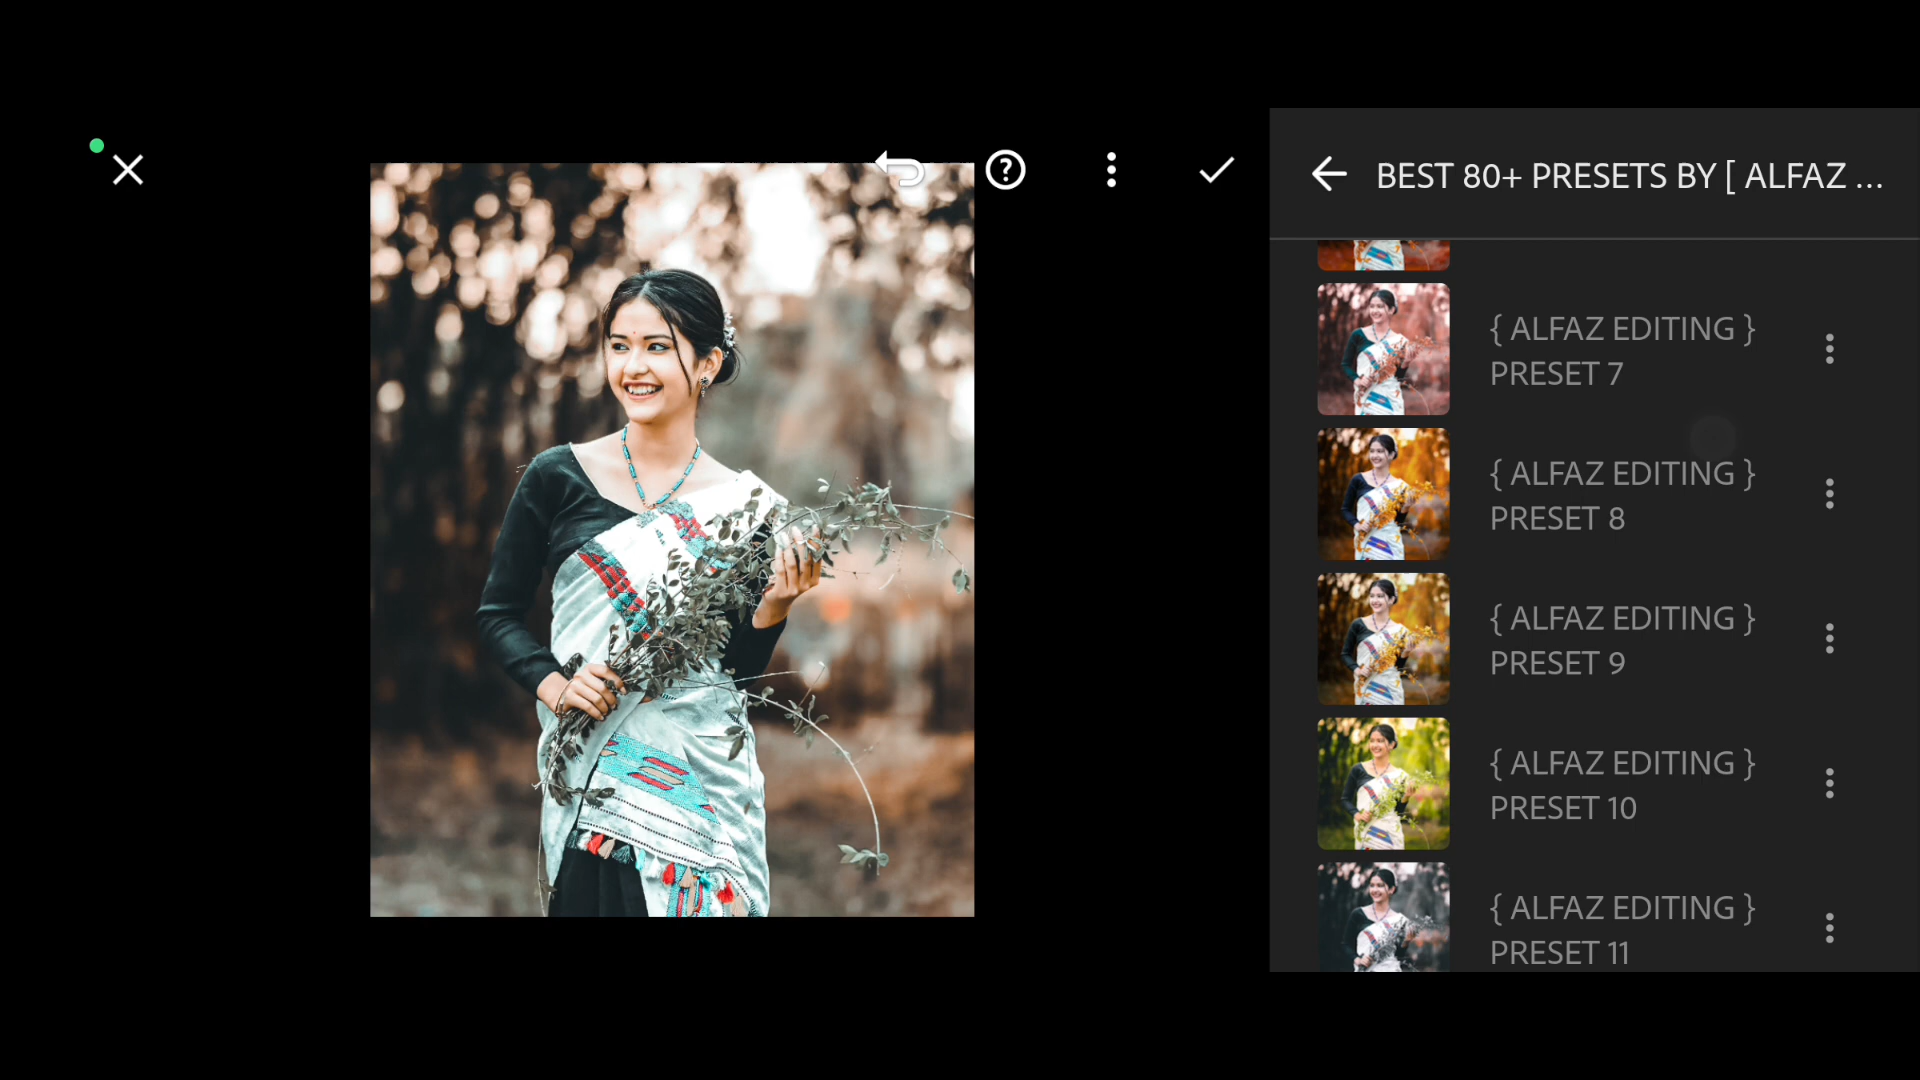 BEST 80+ PRESETS BY [ ALFAZ ...
{ ALFAZ EDITING }
PRESET 7
{ ALFAZ EDITING }
PRESET 8
{ ALFAZ EDITING }
PRESET 9
{ ALFAZ EDITING }
PRESET 10
{ ALFAZ EDITING }
PRESET 11